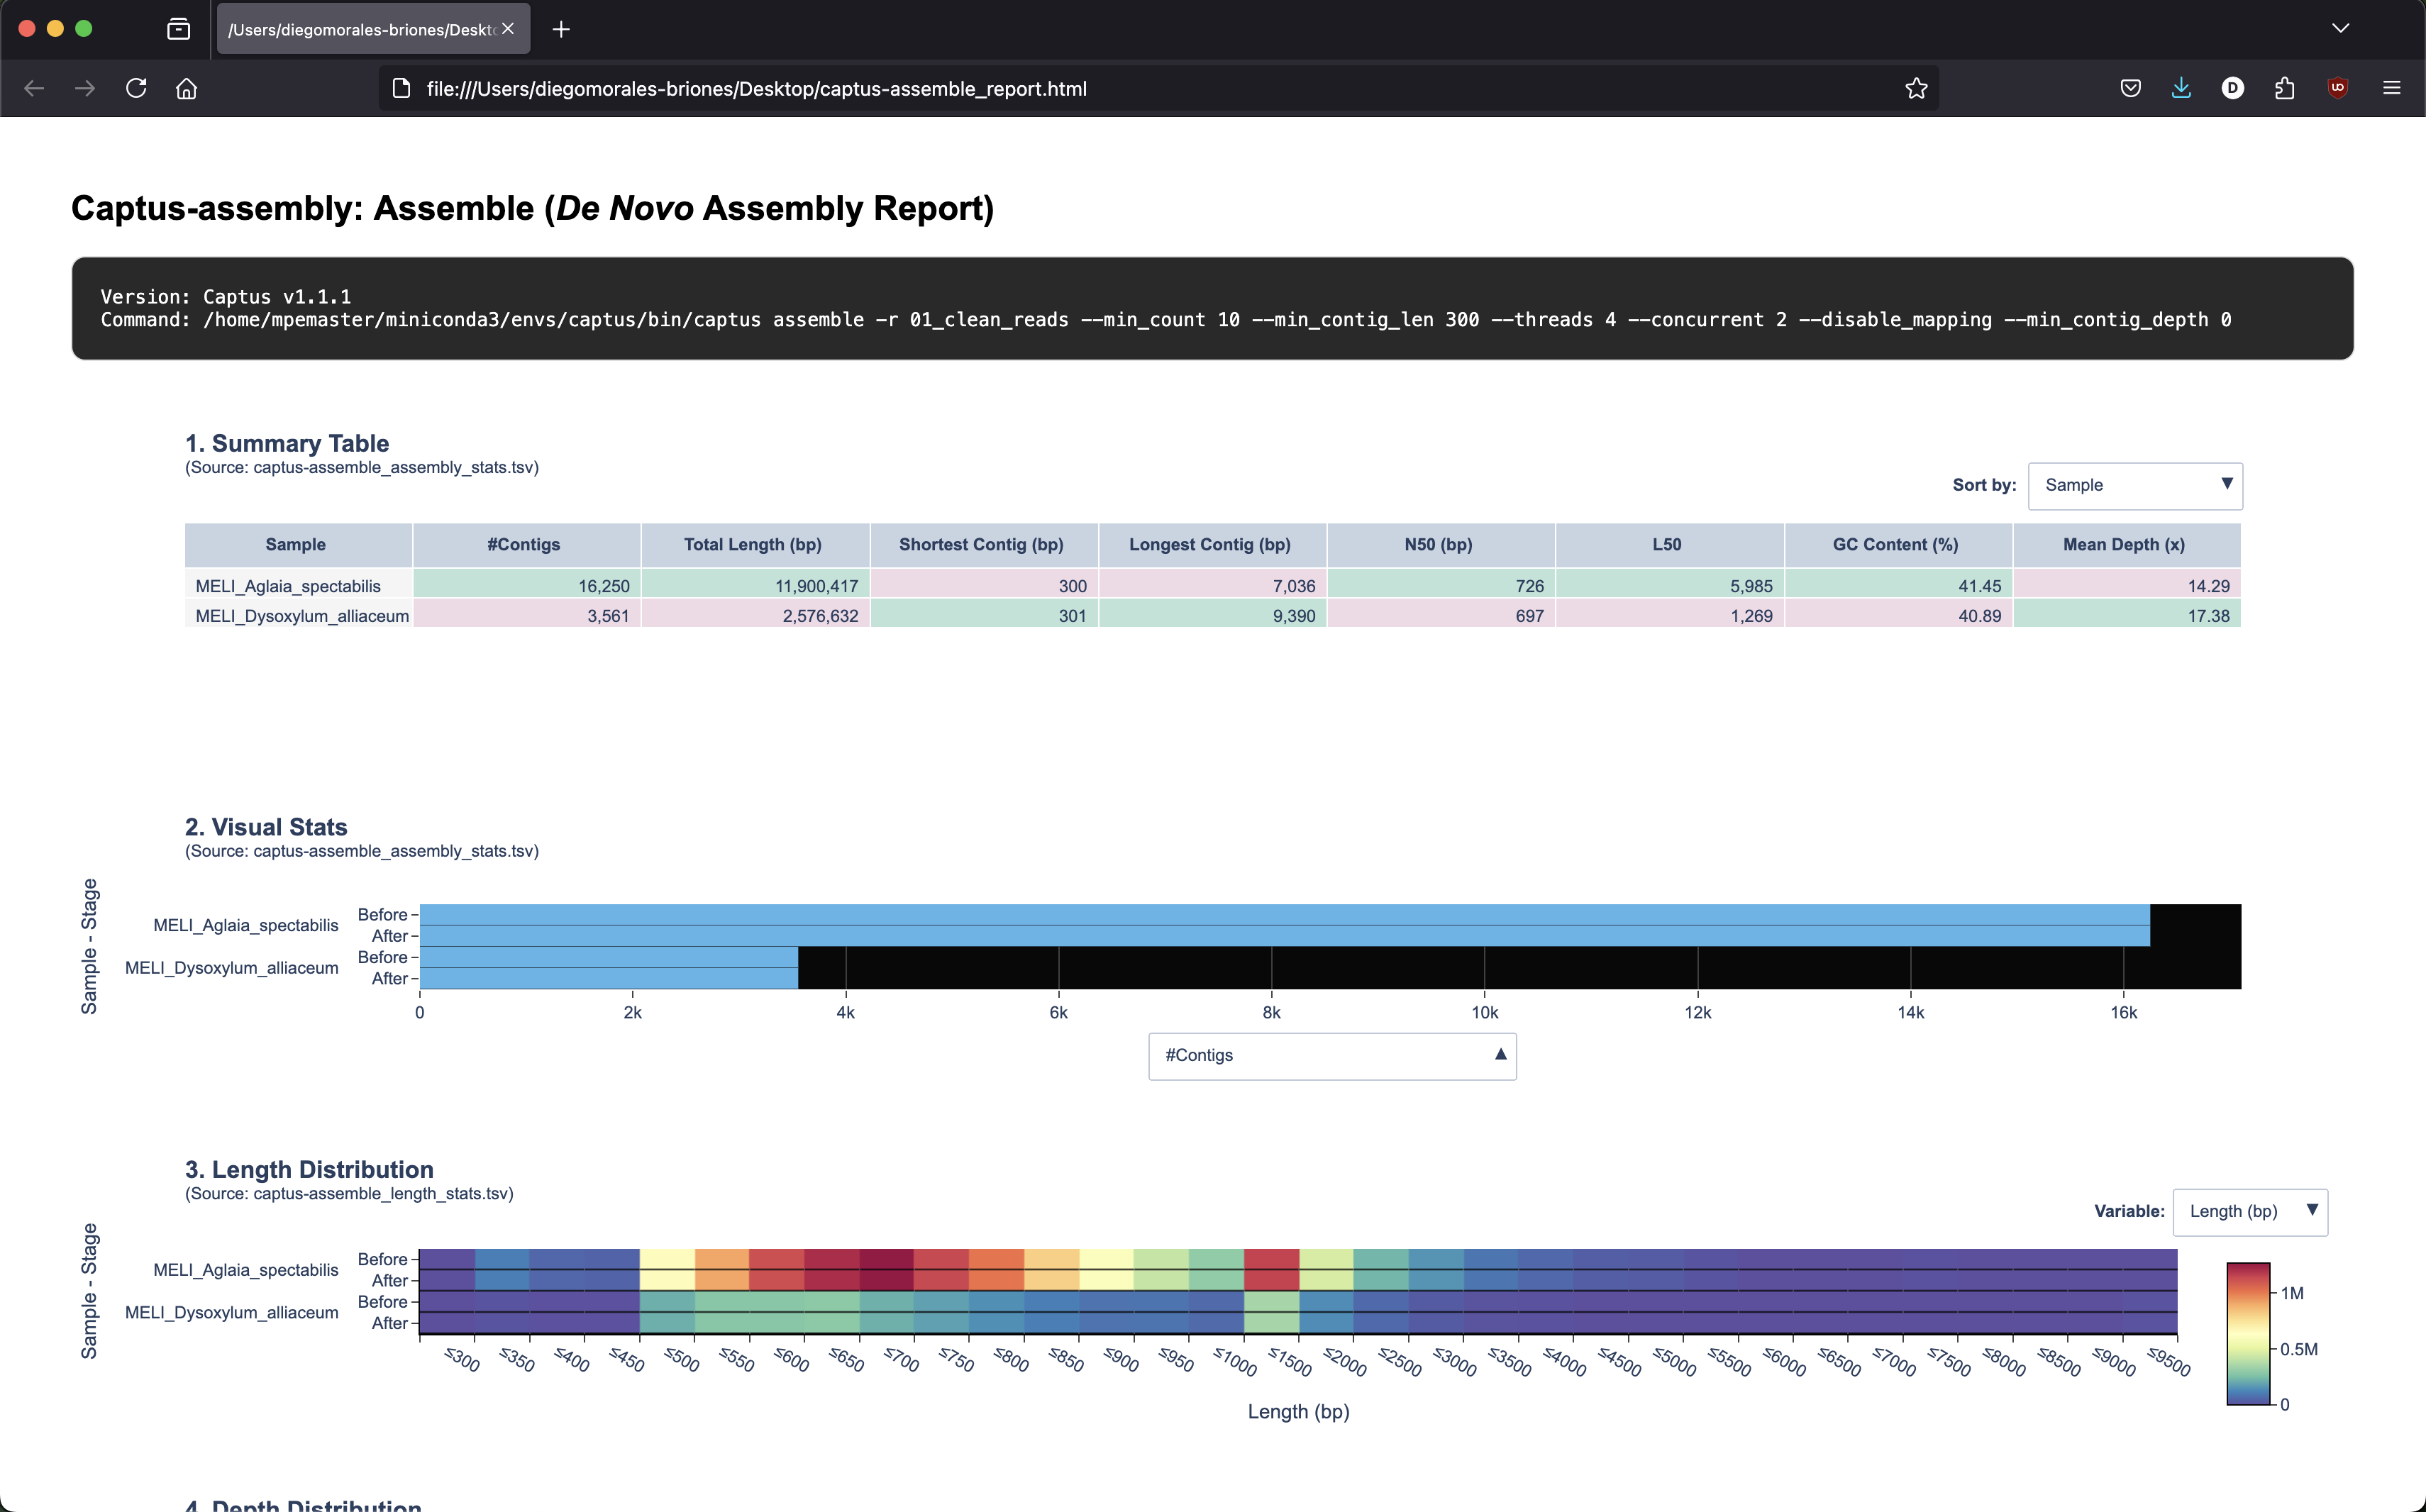 /Users/diegomorales-briones/Deskto
file:///Users/diegomorales-briones/Desktop/captus-assemble_report.html
D
Captus-assembly: Assemble (De Novo Assembly Report)
Version: Captus v1.1.1
Command: /home/mpemaster/miniconda3/envs/captus/bin/captus assemble -r 01_clean_reads --min_count 10 --min_contig_len 300 --threads 4 --concurrent 2 --disable_mapping --min_contig_depth 0
1. Summary Table
(Source: captus-assemble_assembly_stats.tsv)
Sort by: Sample ▼
Sample #Contigs Total Length (bp) Shortest Contig (bp) Longest Contig (bp) N50 (bp) L50 GC Content (%) Mean Depth (x)
MELI_Aglaia_spectabilis 16,250 11,900,417 300 7,036 726 5,985 41.45 14.29
MELI_Dysoxylum_alliaceum 3,561 2,576,632 301 9,390 697 1,269 40.89 17.38
2. Visual Stats
(Source: captus-assemble_assembly_stats.tsv)
Sample - Stage
MELI_Aglaia_spectabilis
Before
After
MELI_Dysoxylum_alliaceum
Before
After
0 2k 4k 6k 8k 10k 12k 14k 16k
#Contigs ▲
3. Length Distribution
(Source: captus-assemble_length_stats.tsv)
Variable: Length (bp) ▼
Sample - Stage
MELI_Aglaia_spectabilis
Before
After
MELI_Dysoxylum_alliaceum
Before
After
1M
0.5M
0
≤300 ≤350 ≤400 ≤450 ≤500 ≤550 ≤600 ≤650 ≤700 ≤750 ≤800 ≤850 ≤900 ≤950 ≤1000 ≤1500 ≤2000 ≤2500 ≤3000 ≤3500 ≤4000 ≤4500 ≤5000 ≤5500 ≤6000 ≤6500 ≤7000 ≤7500 ≤8000 ≤8500 ≤9000 ≤9500
Length (bp)
4. Depth Distribution